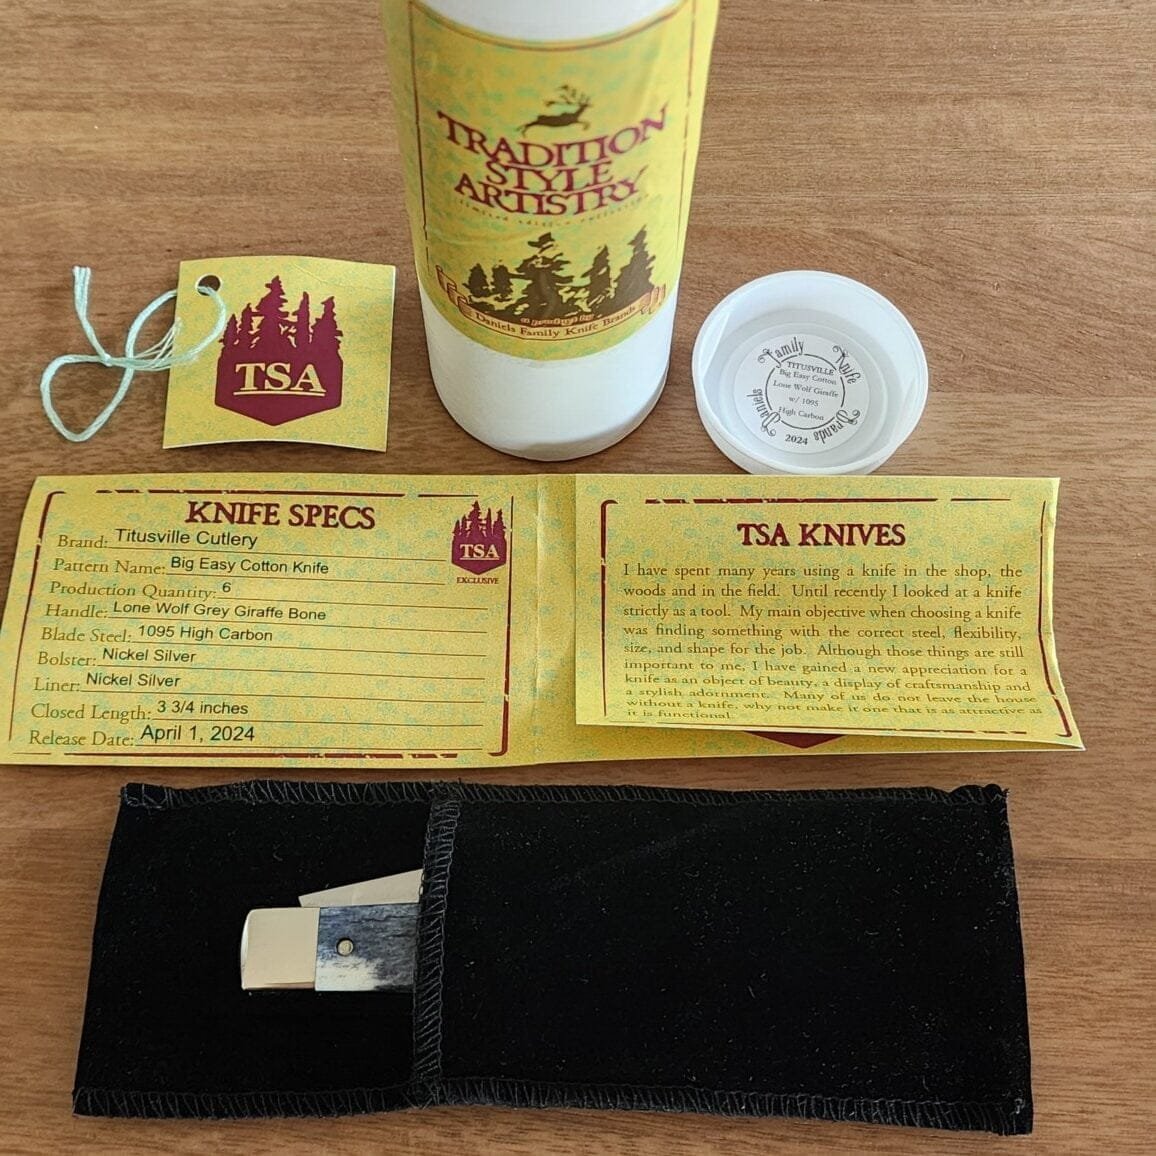 TRADITION
STYLE
ARTISTRY
limited edition cutlery
a product by
Daniels Family Knife Brands
TSA
Family Knife
Daniels Brands
TITUSVILLE
Big Easy Cotton
Lone Wolf Giraffe
w/ 1095
High Carbon
2024
KNIFE SPECS
Brand: Titusville Cutlery
Pattern Name: Big Easy Cotton Knife
Production Quantity: 6
Handle: Lone Wolf Grey Giraffe Bone
Blade Steel: 1095 High Carbon
Bolster: Nickel Silver
Liner: Nickel Silver
Closed Length: 3 3/4 inches
Release Date: April 1, 2024
TSA
EXCLUSIVE
TSA KNIVES
I have spent many years using a knife in the shop, the
woods and in the field. Until recently I looked at a knife
strictly as a tool. My main objective when choosing a knife
was finding something with the correct steel, flexibility,
size, and shape for the job. Although those things are still
important to me, I have gained a new appreciation for a
knife as an object of beauty, a display of craftsmanship and
a stylish adornment. Many of us do not leave the house
without a knife, why not make it one that is as attractive as
it is functional.